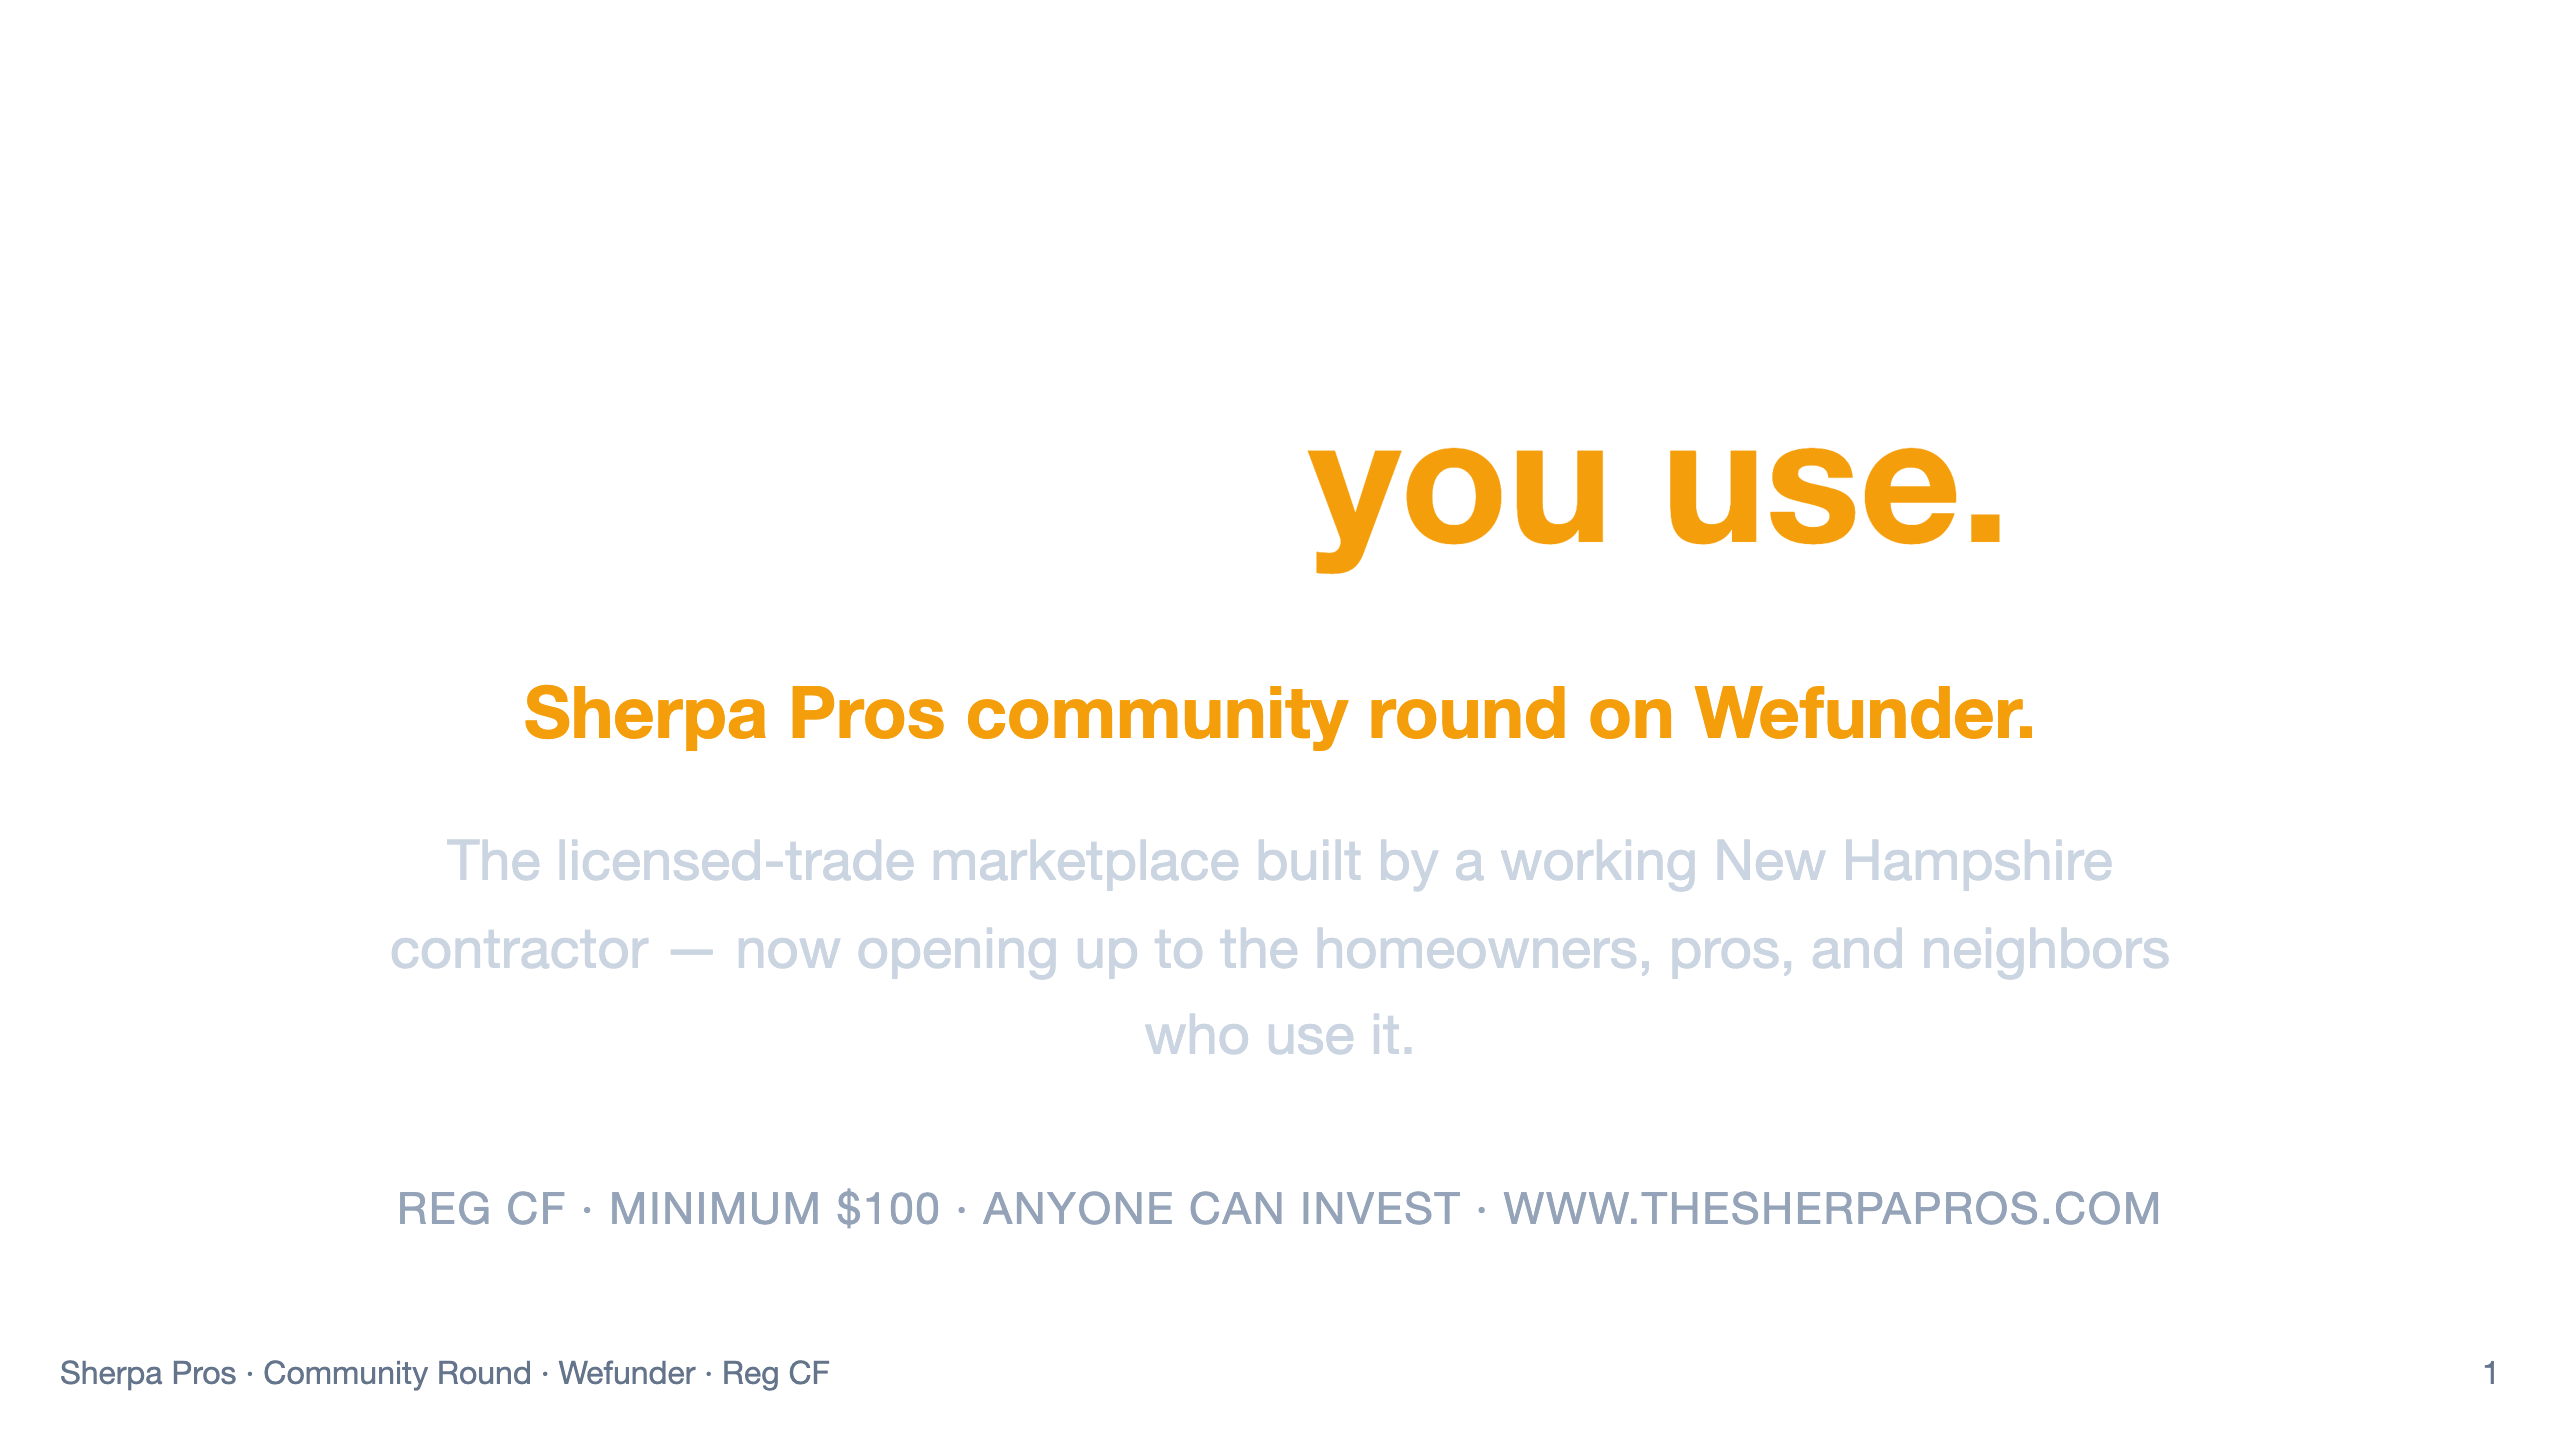 you use.
Sherpa Pros community round on Wefunder.
The licensed-trade marketplace built by a working New Hampshire
contractor — now opening up to the homeowners, pros, and neighbors
who use it.
REG CF · MINIMUM $100 · ANYONE CAN INVEST · WWW.THESHERPAPROS.COM
Sherpa Pros · Community Round · Wefunder · Reg CF
1